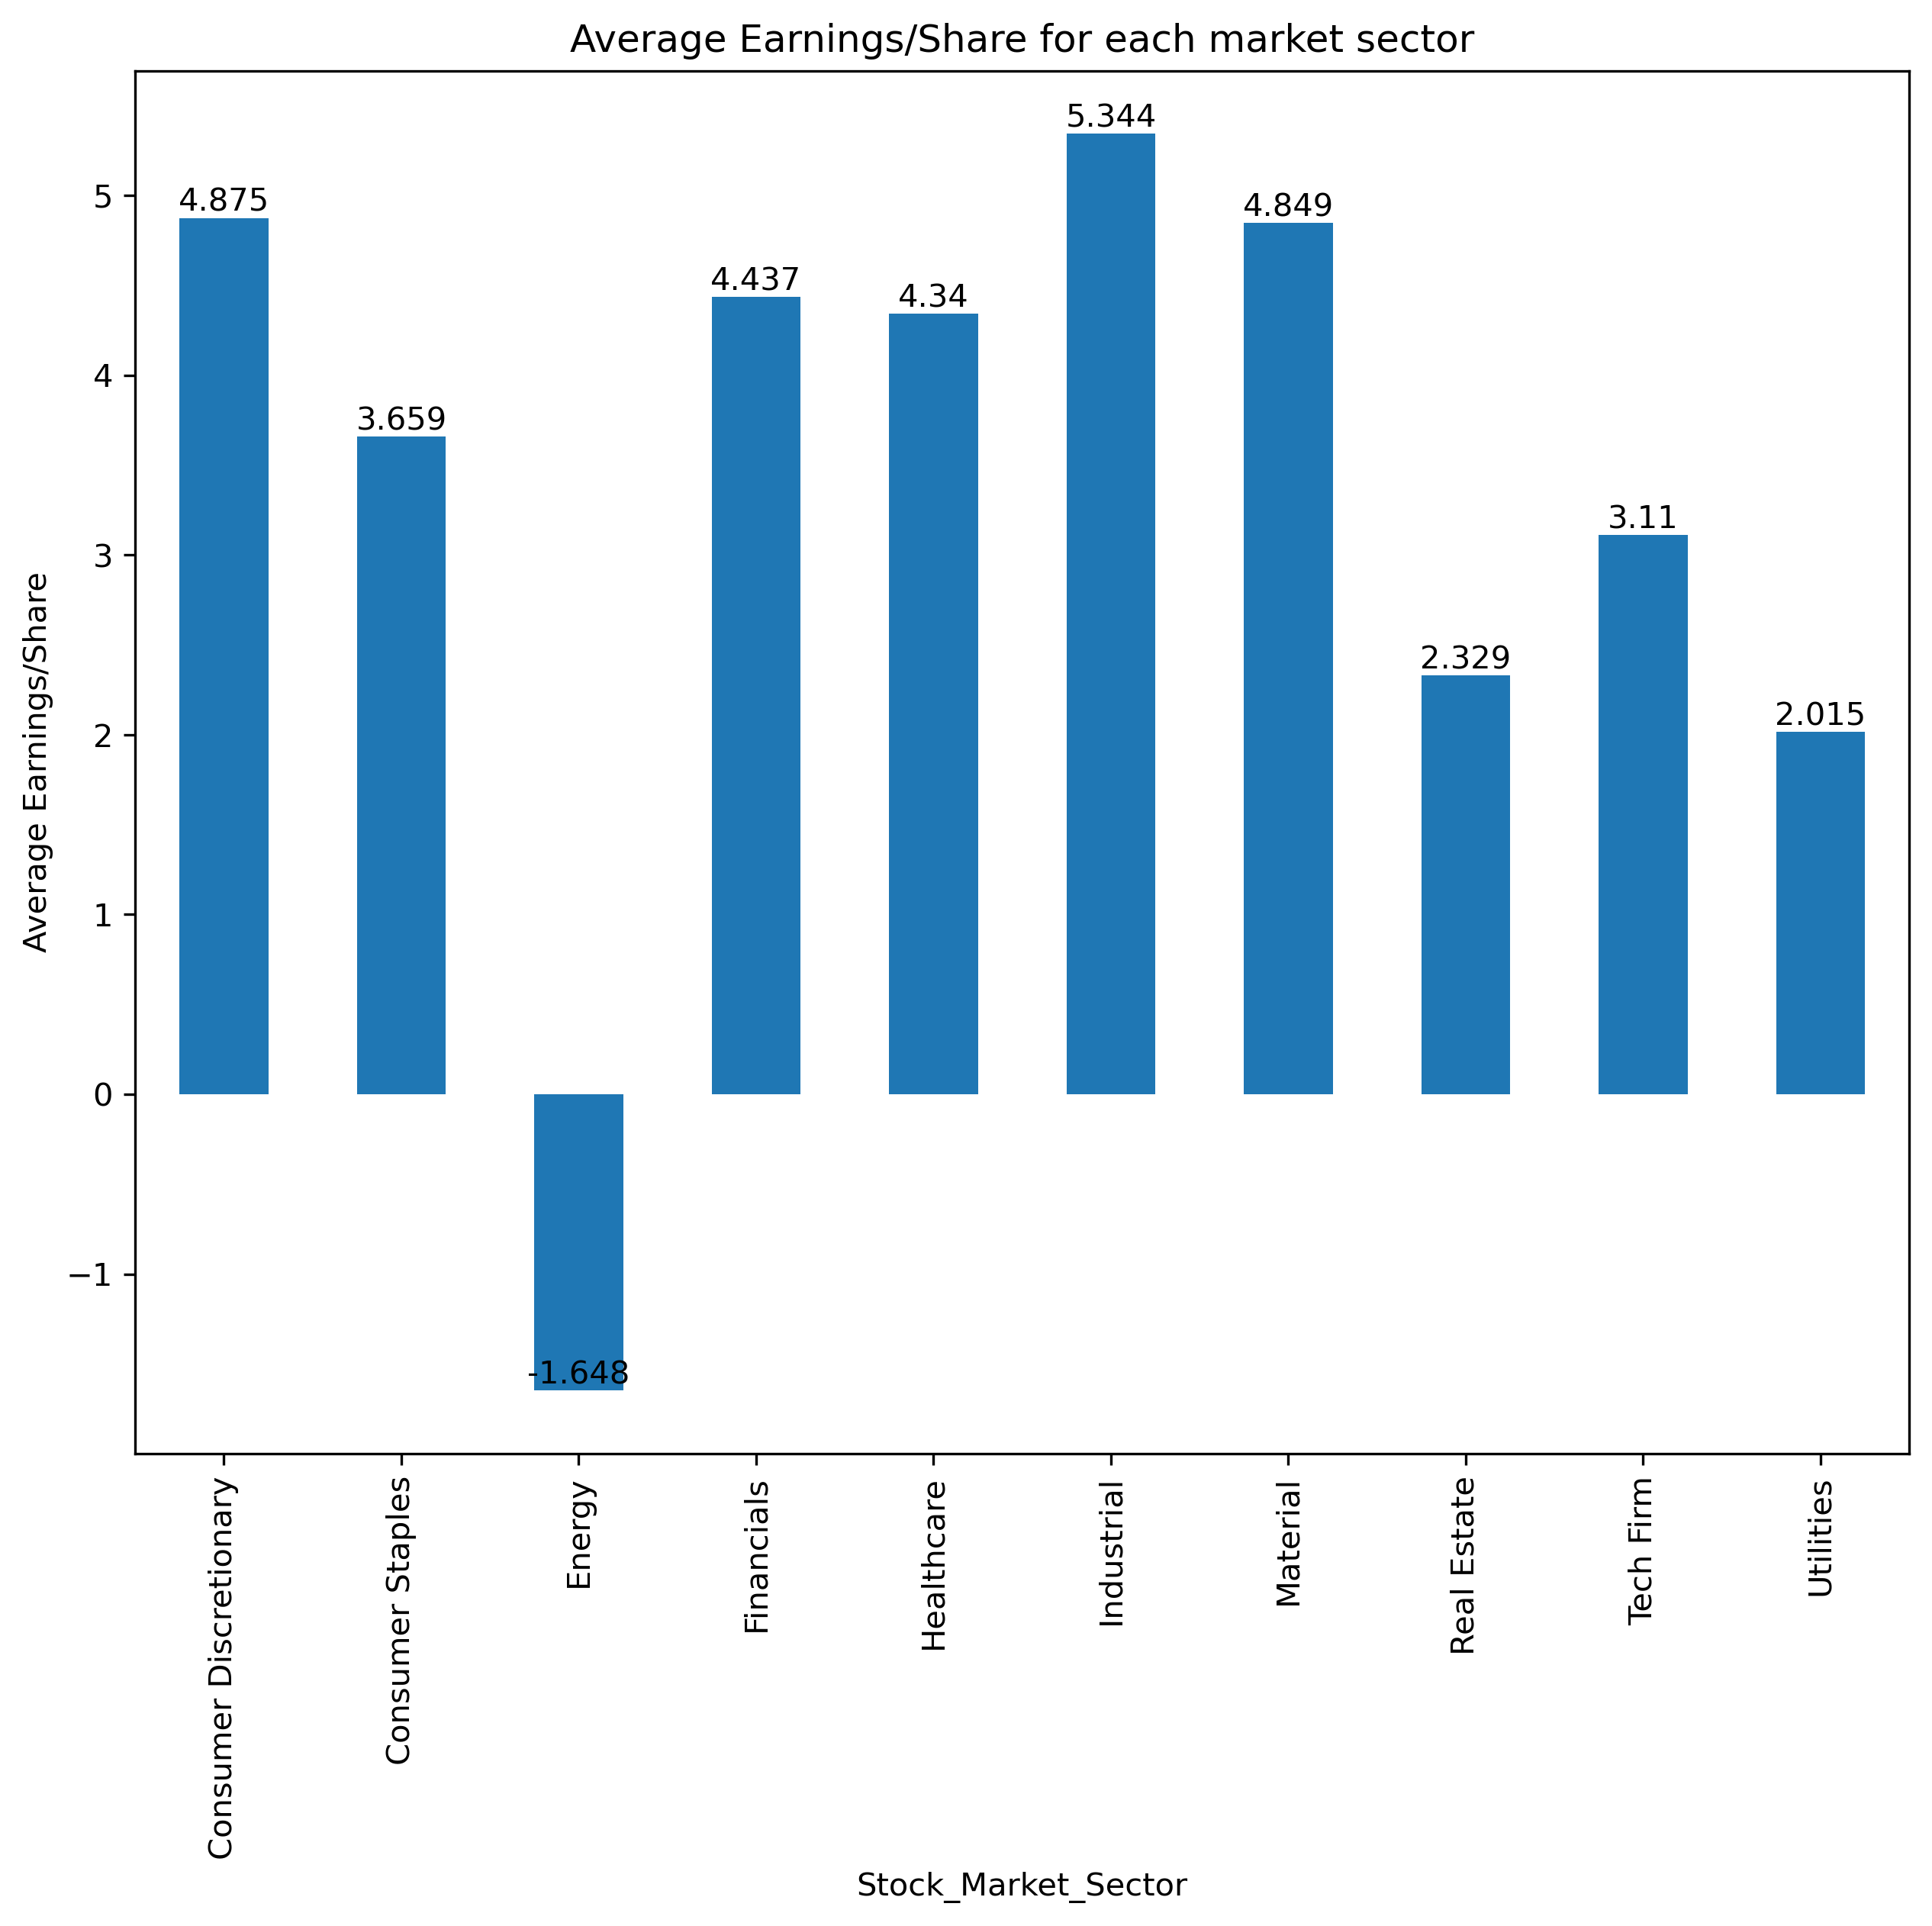 Average Earnings/Share for each market sector
5.344
4.875
4.849
4.437
4.34
3.659
3.11
2.329
2.015
-1.648
5
4
3
2
1
0
−1
Average Earnings/Share
Consumer Discretionary
Consumer Staples
Energy
Financials
Healthcare
Industrial
Material
Real Estate
Tech Firm
Utilities
Stock_Market_Sector